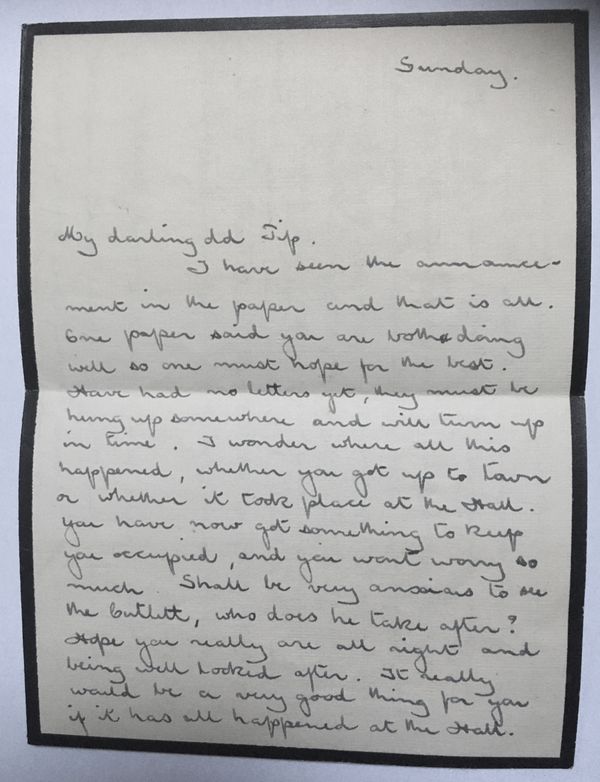 Sunday.
My darling old Tip.
I have seen the announce-
ment in the paper and that is all.
One paper said you are both doing
well so one must hope for the best.
Have had no letters yet, they must be
hung up somewhere and will turn up
in time. I wonder where all this
happened, whether you got up to town
or whether it took place at the Hall.
You have now got something to keep
you occupied, and you wont worry so
much. Shall be very anxious to see
the Cutlett, who does he take after?
Hope you really are all right and
being well looked after. It really
would be a very good thing for you
if it has all happened at the Hall.